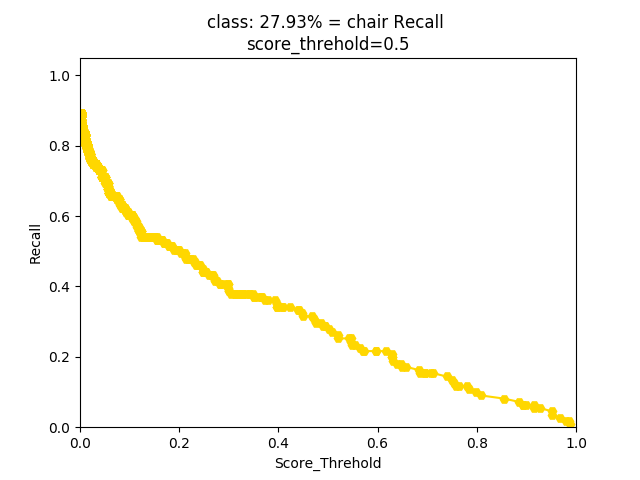 class: 27.93% = chair Recall
score_threhold=0.5
1.0
0.8
0.6
0.4
0.2
0.0
Recall
0.0 0.2 0.4 0.6 0.8 1.0
Score_Threhold